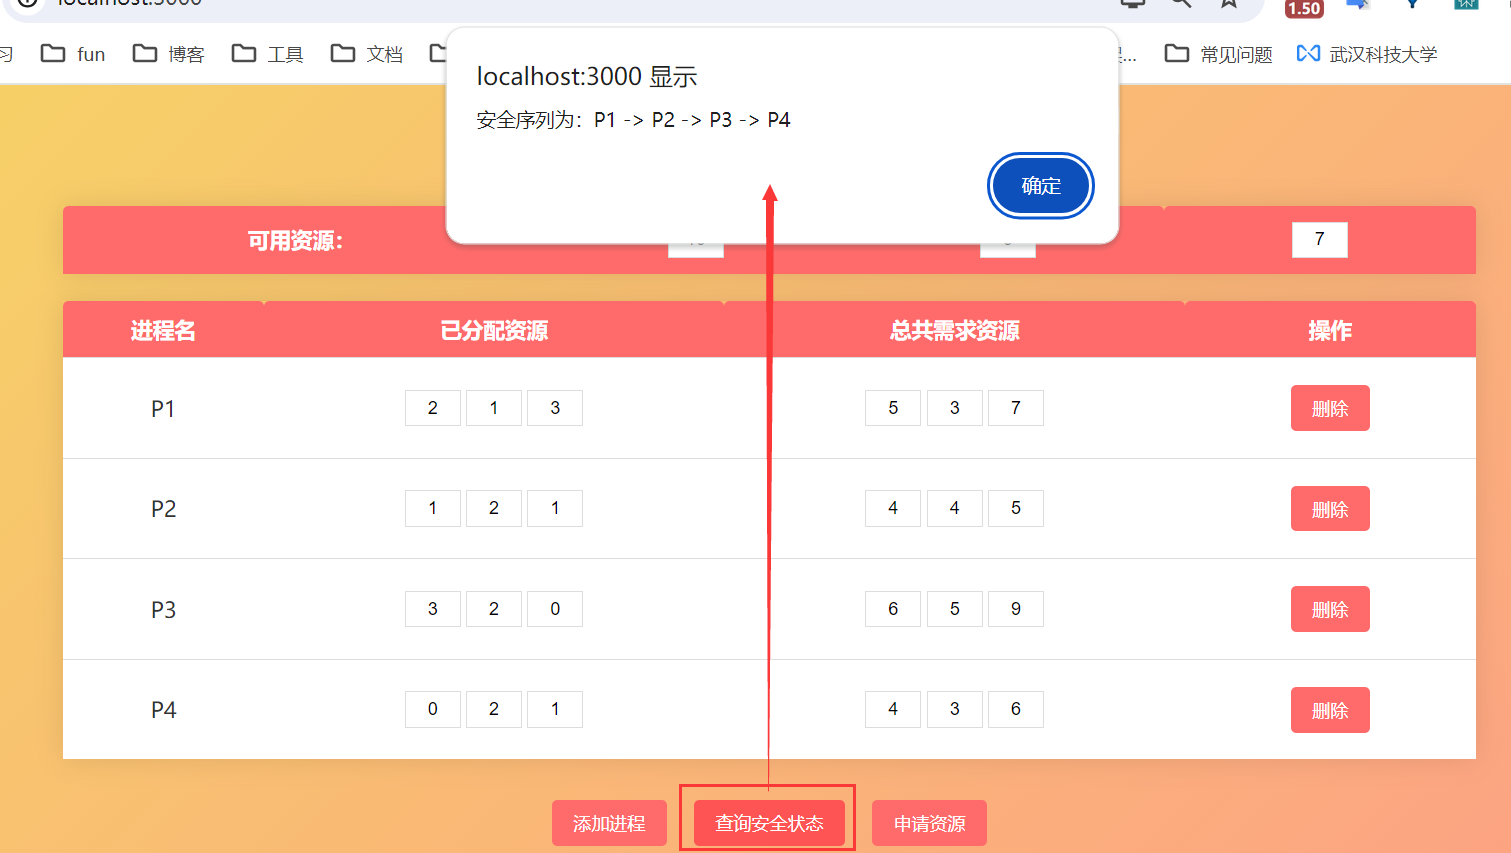 localhost:3000
1.50
习 fun 博客 工具 文档 常见问题 武汉科技大学
localhost:3000 显示
安全序列为：P1 -> P2 -> P3 -> P4
确定
可用资源： 7
进程名 已分配资源 总共需求资源 操作
P1 2 1 3 5 3 7 删除
P2 1 2 1 4 4 5 删除
P3 3 2 0 6 5 9 删除
P4 0 2 1 4 3 6 删除
添加进程 查询安全状态 申请资源